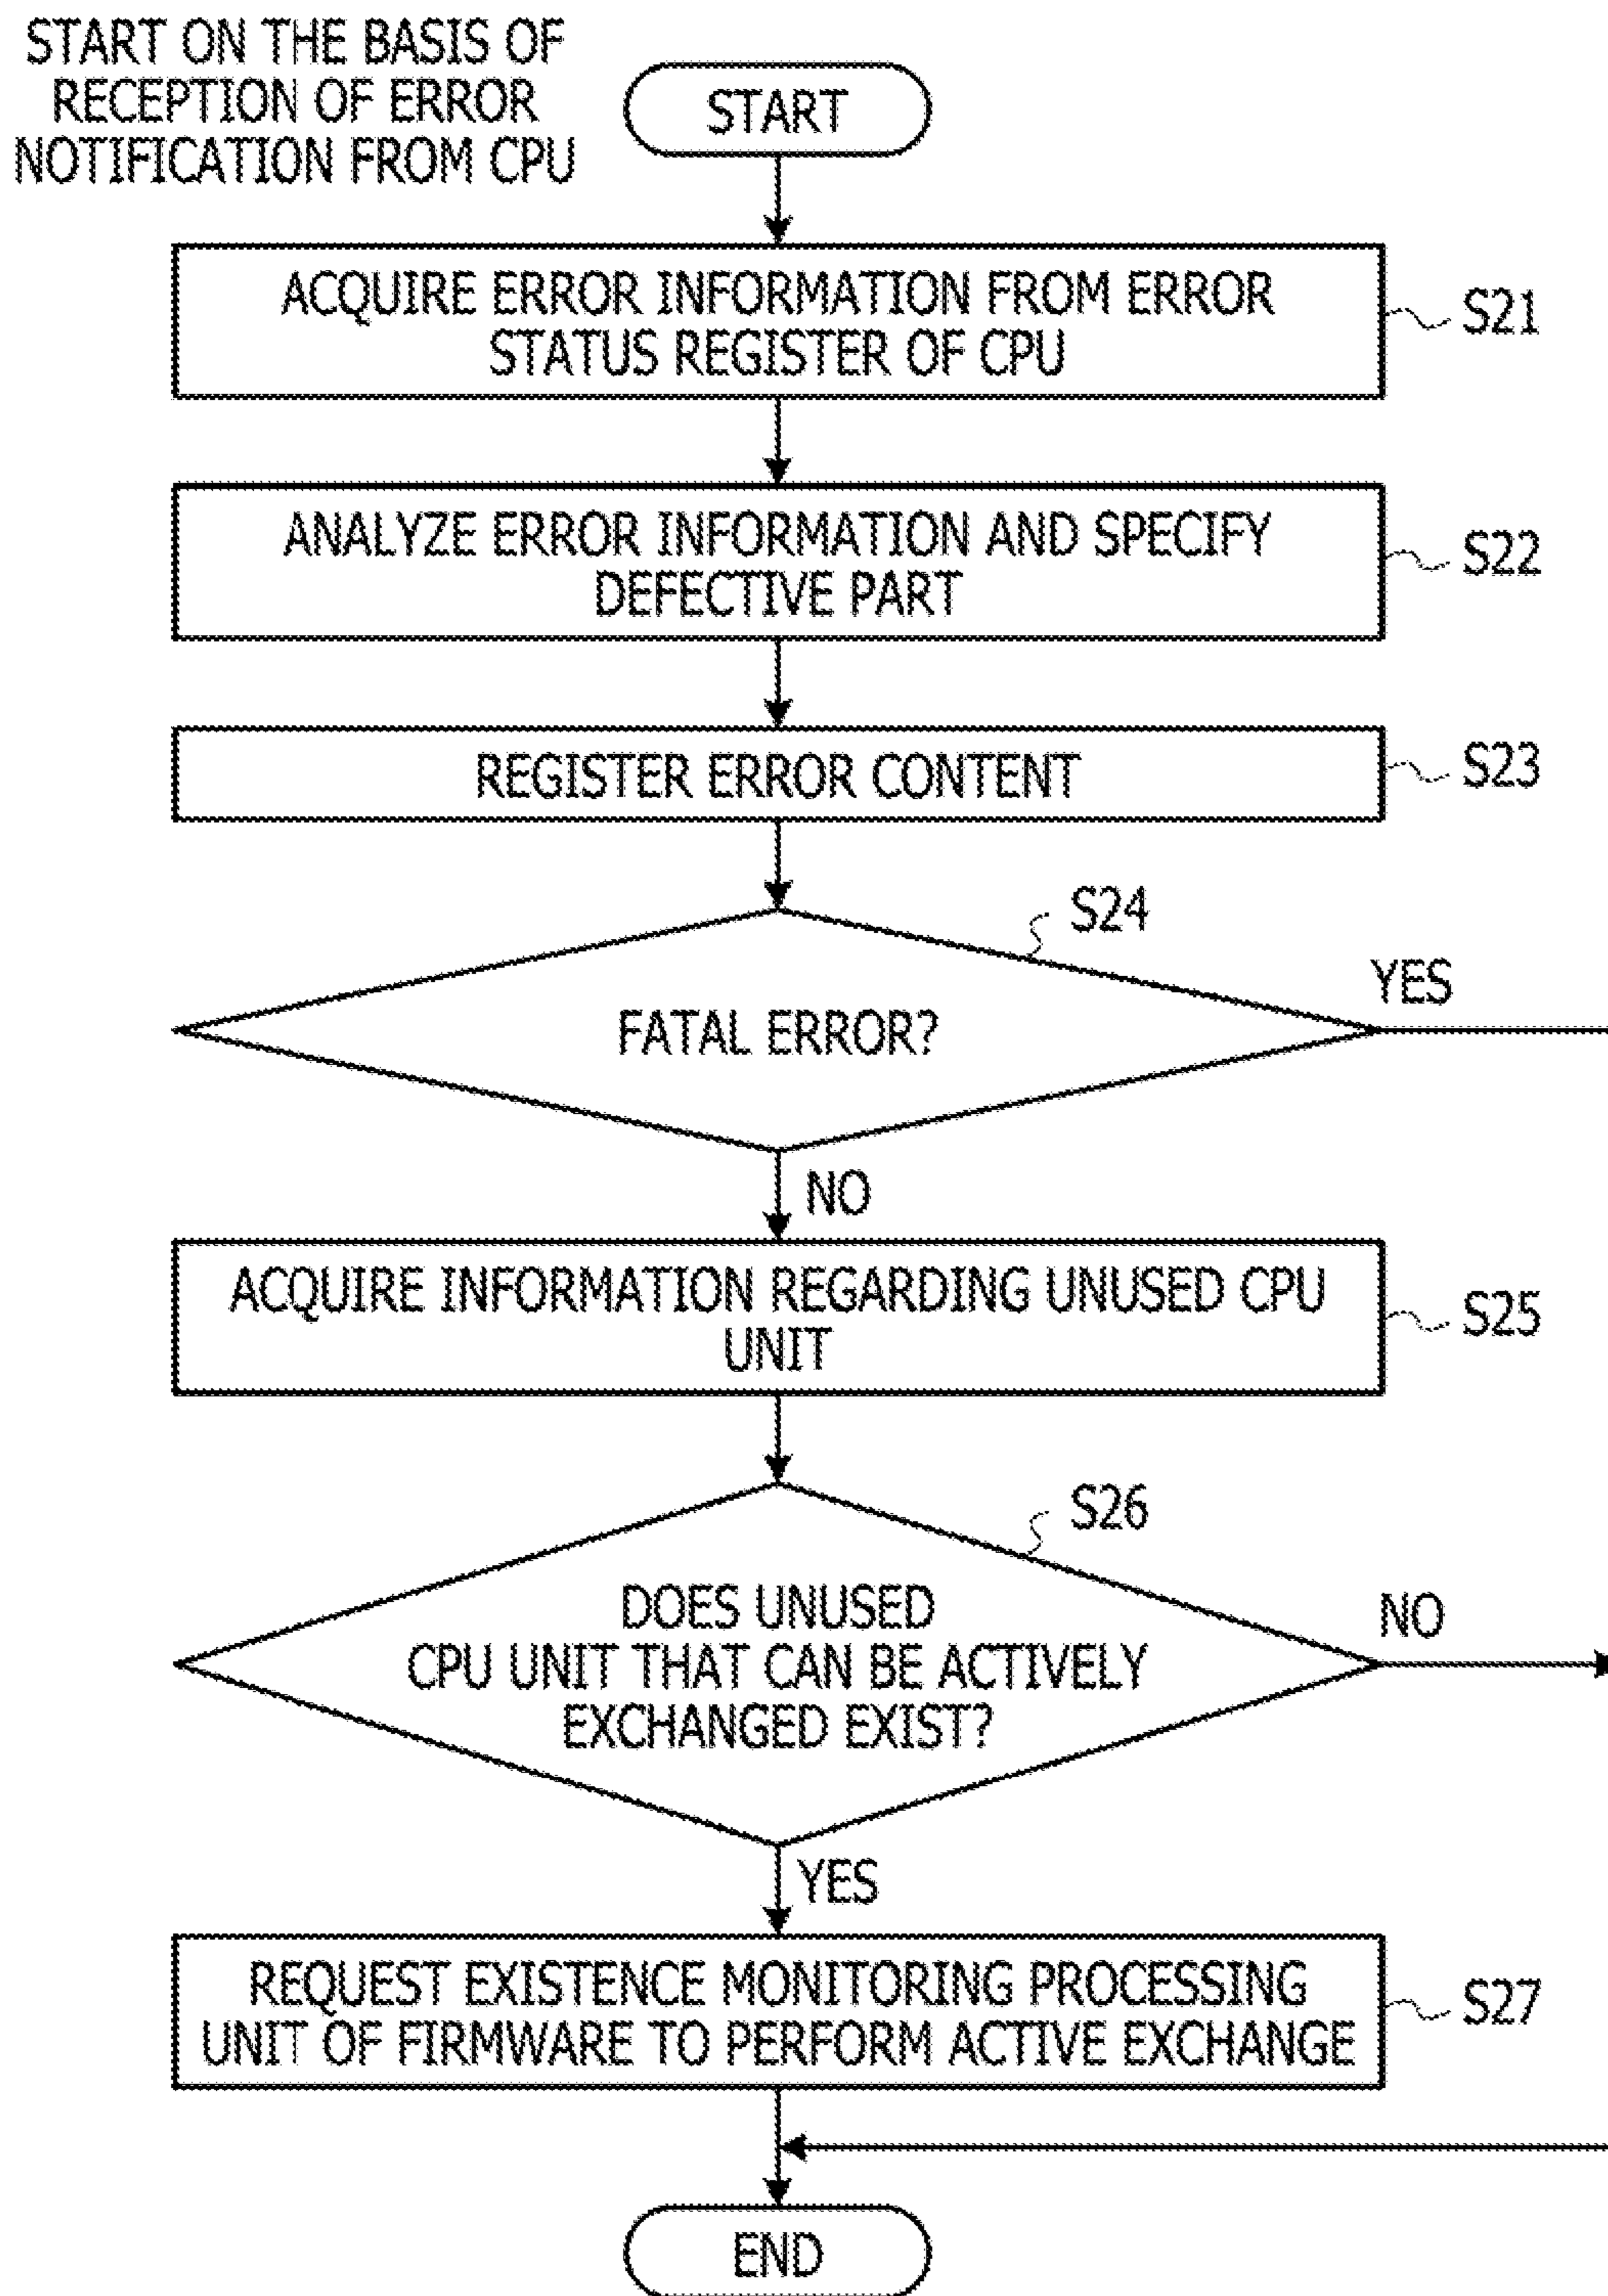 START ON THE BASIS OF
RECEPTION OF ERROR
NOTIFICATION FROM CPU
START
ACQUIRE ERROR INFORMATION FROM ERROR
STATUS REGISTER OF CPU
S21
ANALYZE ERROR INFORMATION AND SPECIFY
DEFECTIVE PART
S22
REGISTER ERROR CONTENT
S23
S24
FATAL ERROR?
YES
NO
ACQUIRE INFORMATION REGARDING UNUSED CPU
UNIT
S25
S26
DOES UNUSED
CPU UNIT THAT CAN BE ACTIVELY
EXCHANGED EXIST?
NO
YES
REQUEST EXISTENCE MONITORING PROCESSING
UNIT OF FIRMWARE TO PERFORM ACTIVE EXCHANGE
S27
END